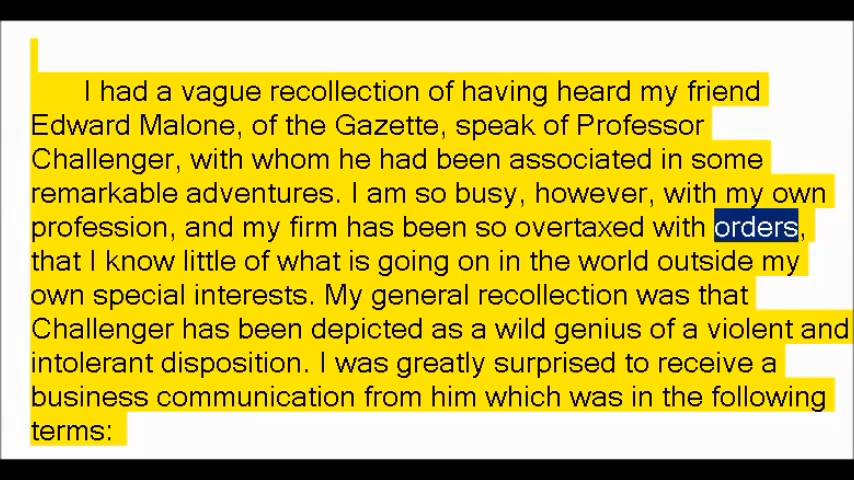 I had a vague recollection of having heard my friend
Edward Malone, of the Gazette, speak of Professor
Challenger, with whom he had been associated in some
remarkable adventures. I am so busy, however, with my own
profession, and my firm has been so overtaxed with orders,
that I know little of what is going on in the world outside my
own special interests. My general recollection was that
Challenger has been depicted as a wild genius of a violent and
intolerant disposition. I was greatly surprised to receive a
business communication from him which was in the following
terms: